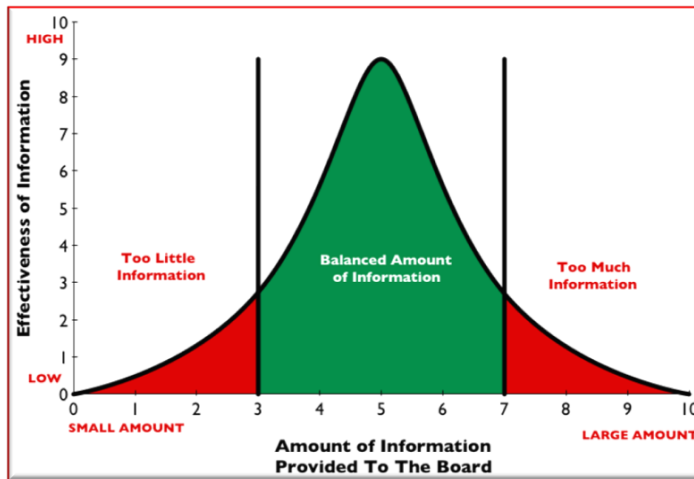 10
HIGH
9
8
7
6
5
4
3
2
1
LOW
0
Effectiveness of Information
Too Little
Information
Balanced Amount
of Information
Too Much
Information
0 1 2 3 4 5 6 7 8 9 10
SMALL AMOUNT
LARGE AMOUNT
Amount of Information
Provided To The Board